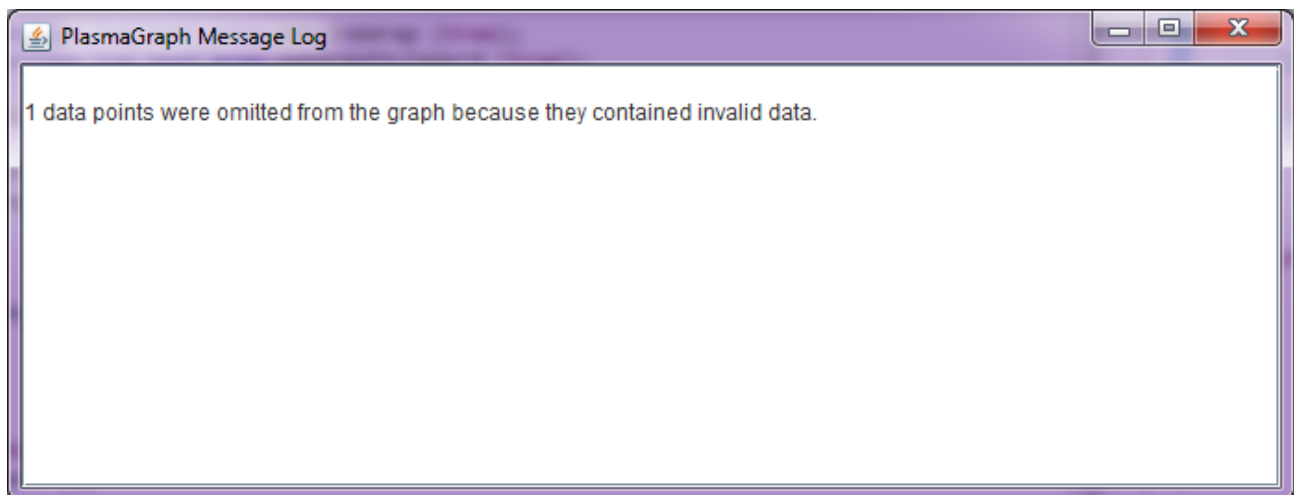 PlasmaGraph Message Log
1 data points were omitted from the graph because they contained invalid data.